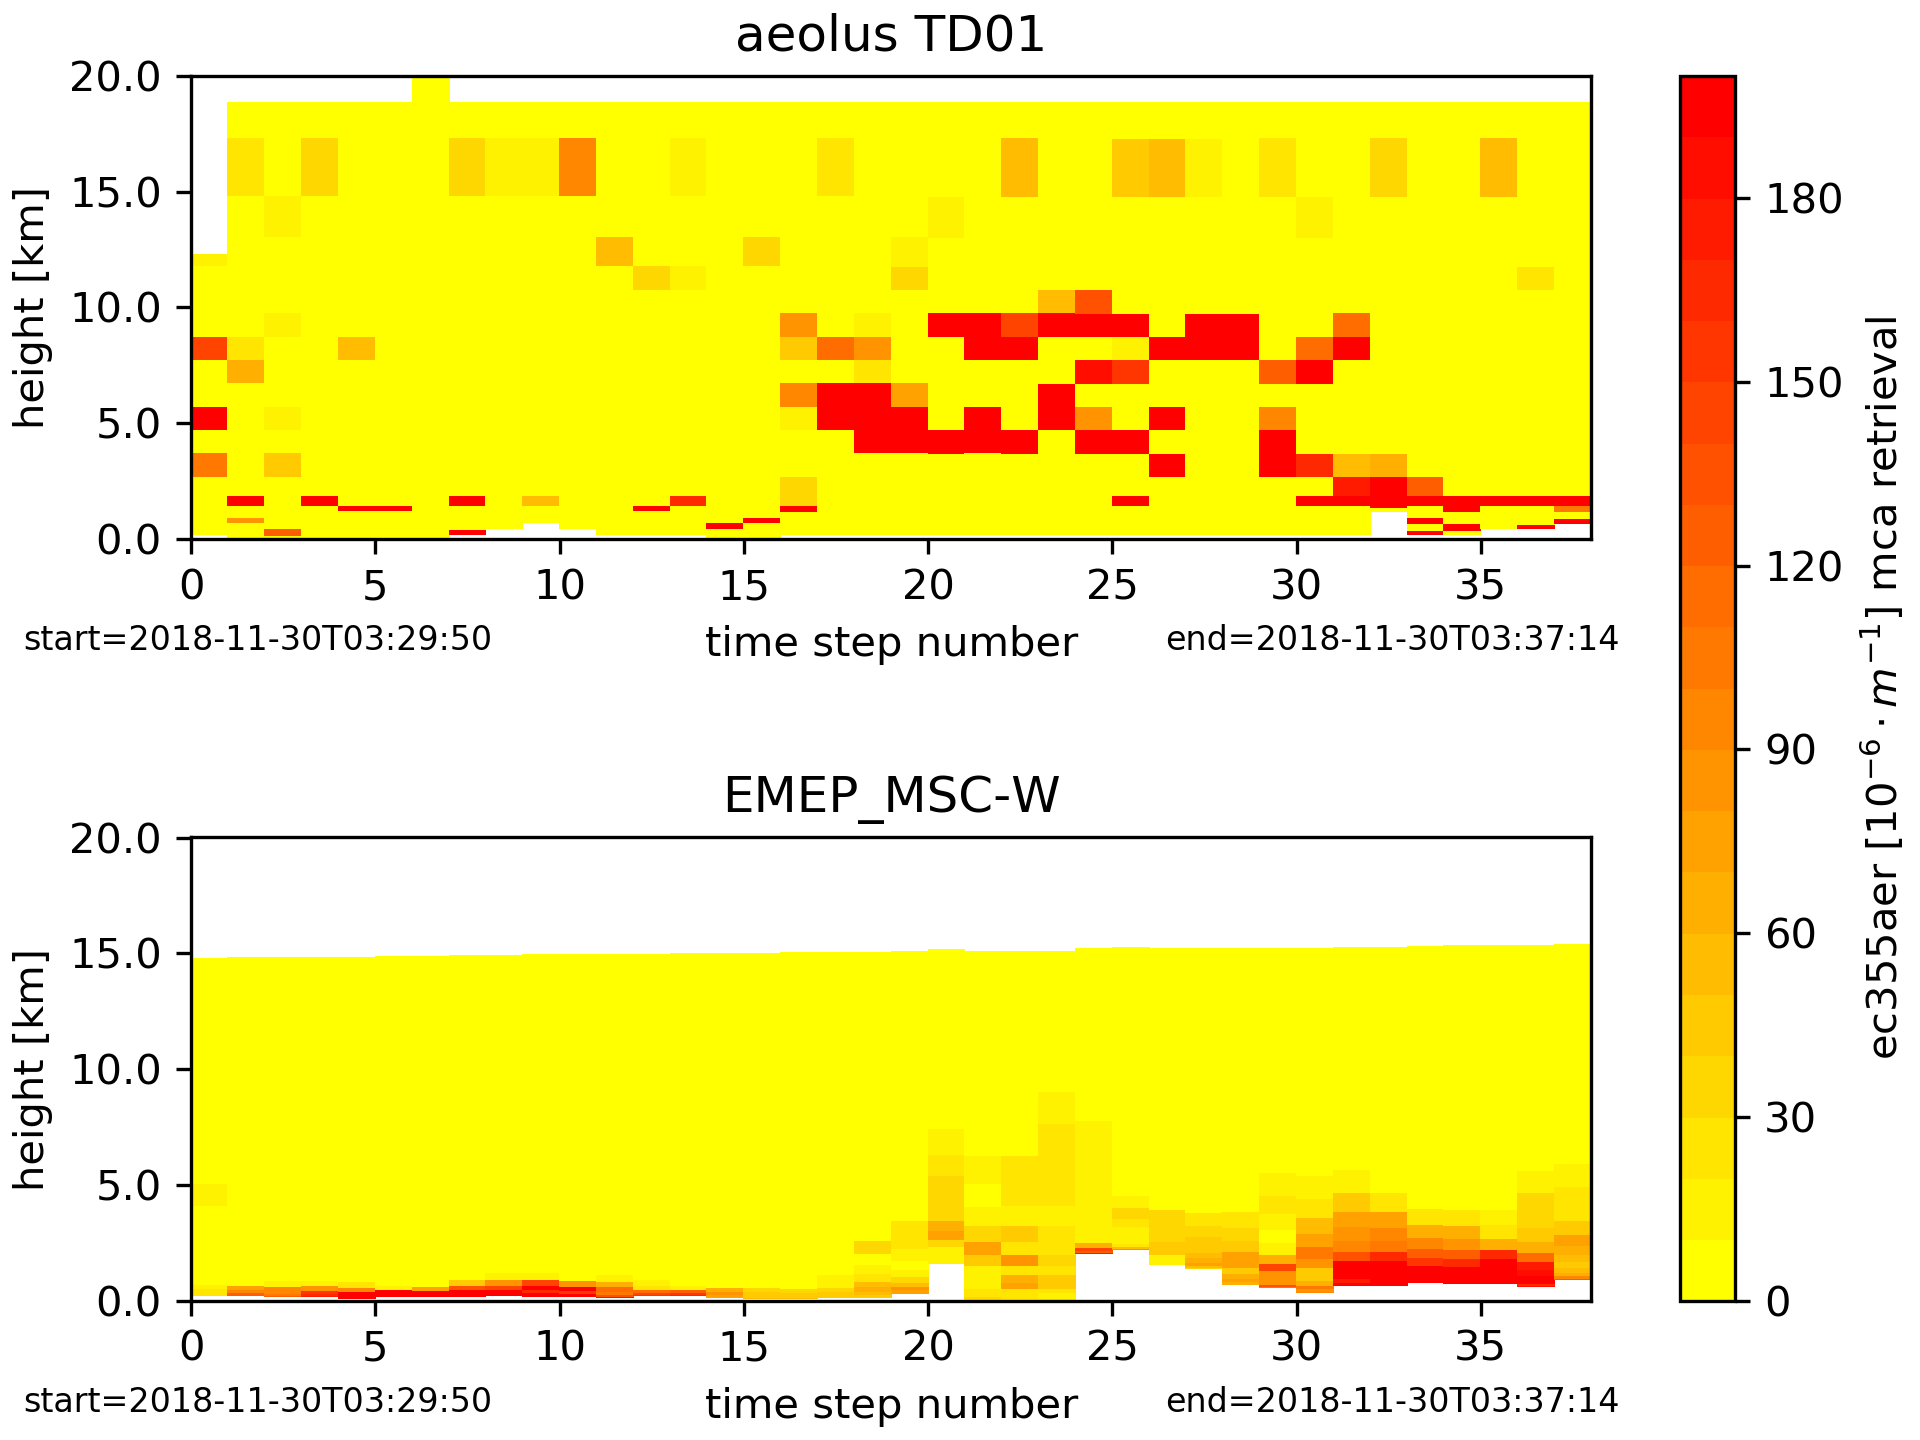 aeolus TD01
20.0
15.0
10.0
5.0
0.0
height [km]
0 5 10 15 20 25 30 35
start=2018-11-30T03:29:50 time step number end=2018-11-30T03:37:14
EMEP_MSC-W
20.0
15.0
10.0
5.0
0.0
height [km]
0 5 10 15 20 25 30 35
start=2018-11-30T03:29:50 time step number end=2018-11-30T03:37:14
180
150
120
90
60
30
0
ec355aer [10⁻⁶ · m⁻¹] mca retrieval